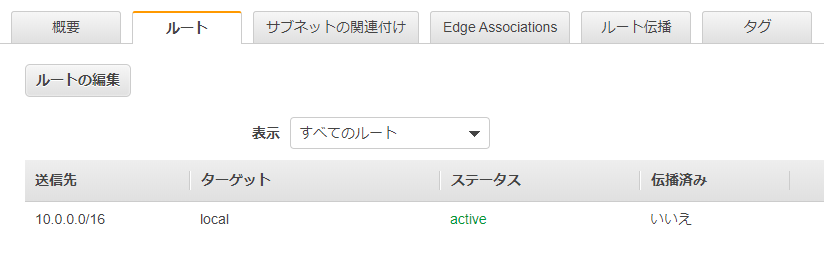 概要 ルート サブネットの関連付け Edge Associations ルート伝播 タグ
ルートの編集
表示 すべてのルート
送信先 ターゲット ステータス 伝播済み
10.0.0.0/16 local active いいえ